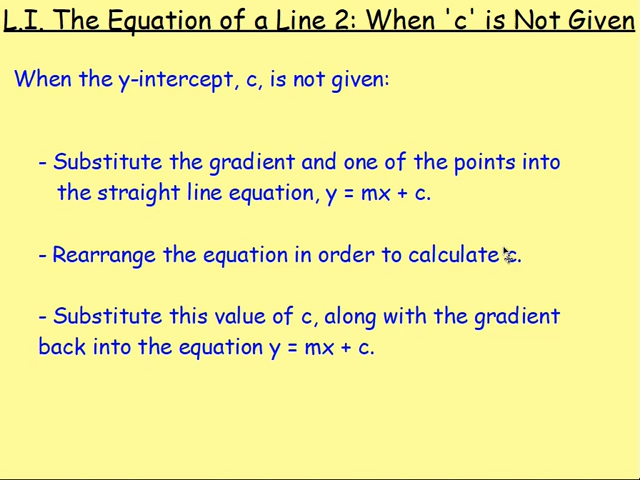 L.I. The Equation of a Line 2: When 'c' is Not Given
When the y-intercept, c, is not given:
- Substitute the gradient and one of the points into
the straight line equation, y = mx + c.
- Rearrange the equation in order to calculate c.
- Substitute this value of c, along with the gradient
back into the equation y = mx + c.